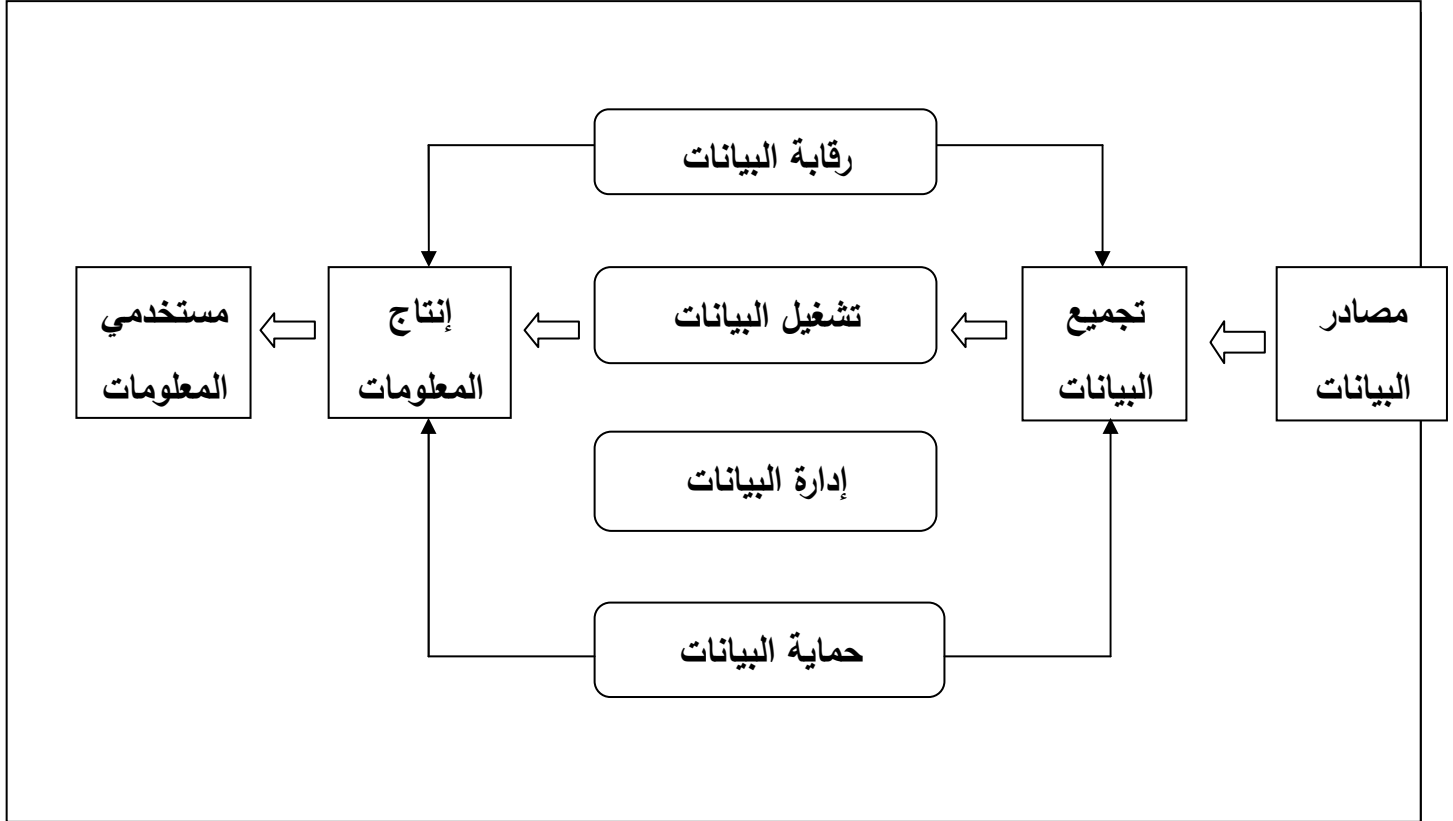 رقابة البيانات
مصادر
البيانات
تجميع
البيانات
تشغيل البيانات
إنتاج
المعلومات
مستخدمي
المعلومات
إدارة البيانات
حماية البيانات